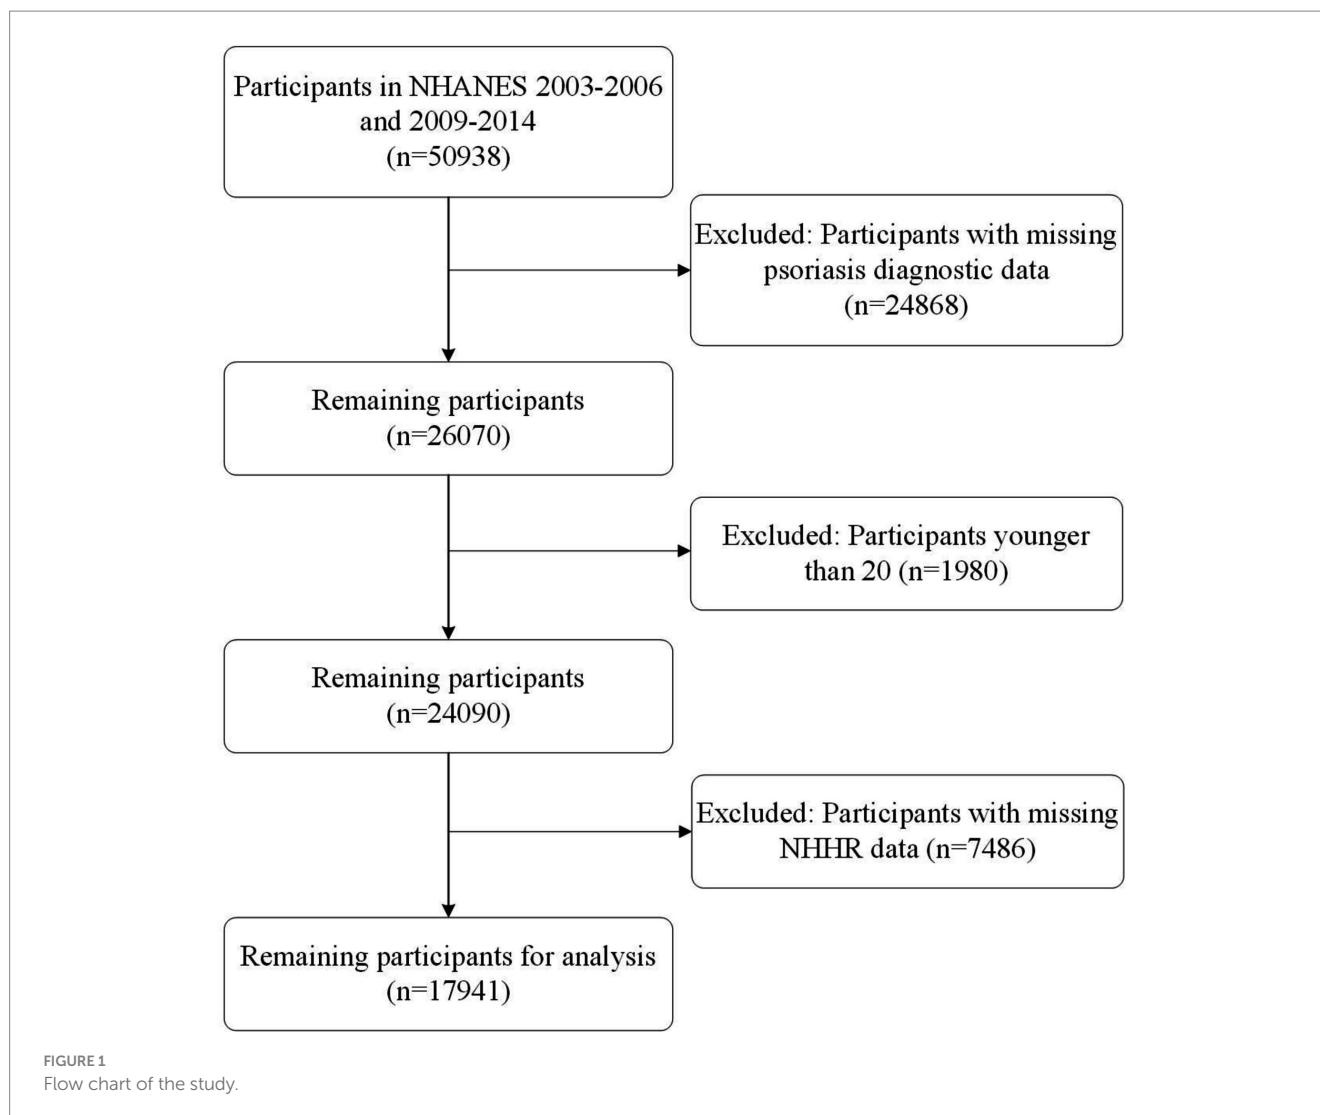 Participants in NHANES 2003-2006
and 2009-2014
(n=50938)
Excluded: Participants with missing
psoriasis diagnostic data
(n=24868)
Remaining participants
(n=26070)
Excluded: Participants younger
than 20 (n=1980)
Remaining participants
(n=24090)
Excluded: Participants with missing
NHHR data (n=7486)
Remaining participants for analysis
(n=17941)
FIGURE 1
Flow chart of the study.